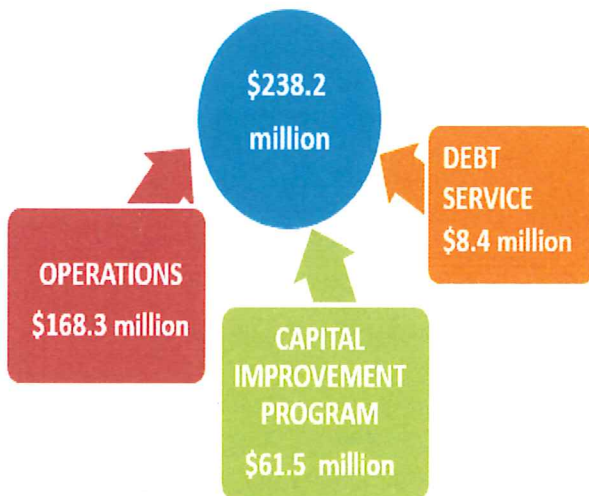 $238.2
million
DEBT
SERVICE
$8.4 million
OPERATIONS
$168.3 million
CAPITAL
IMPROVEMENT
PROGRAM
$61.5 million